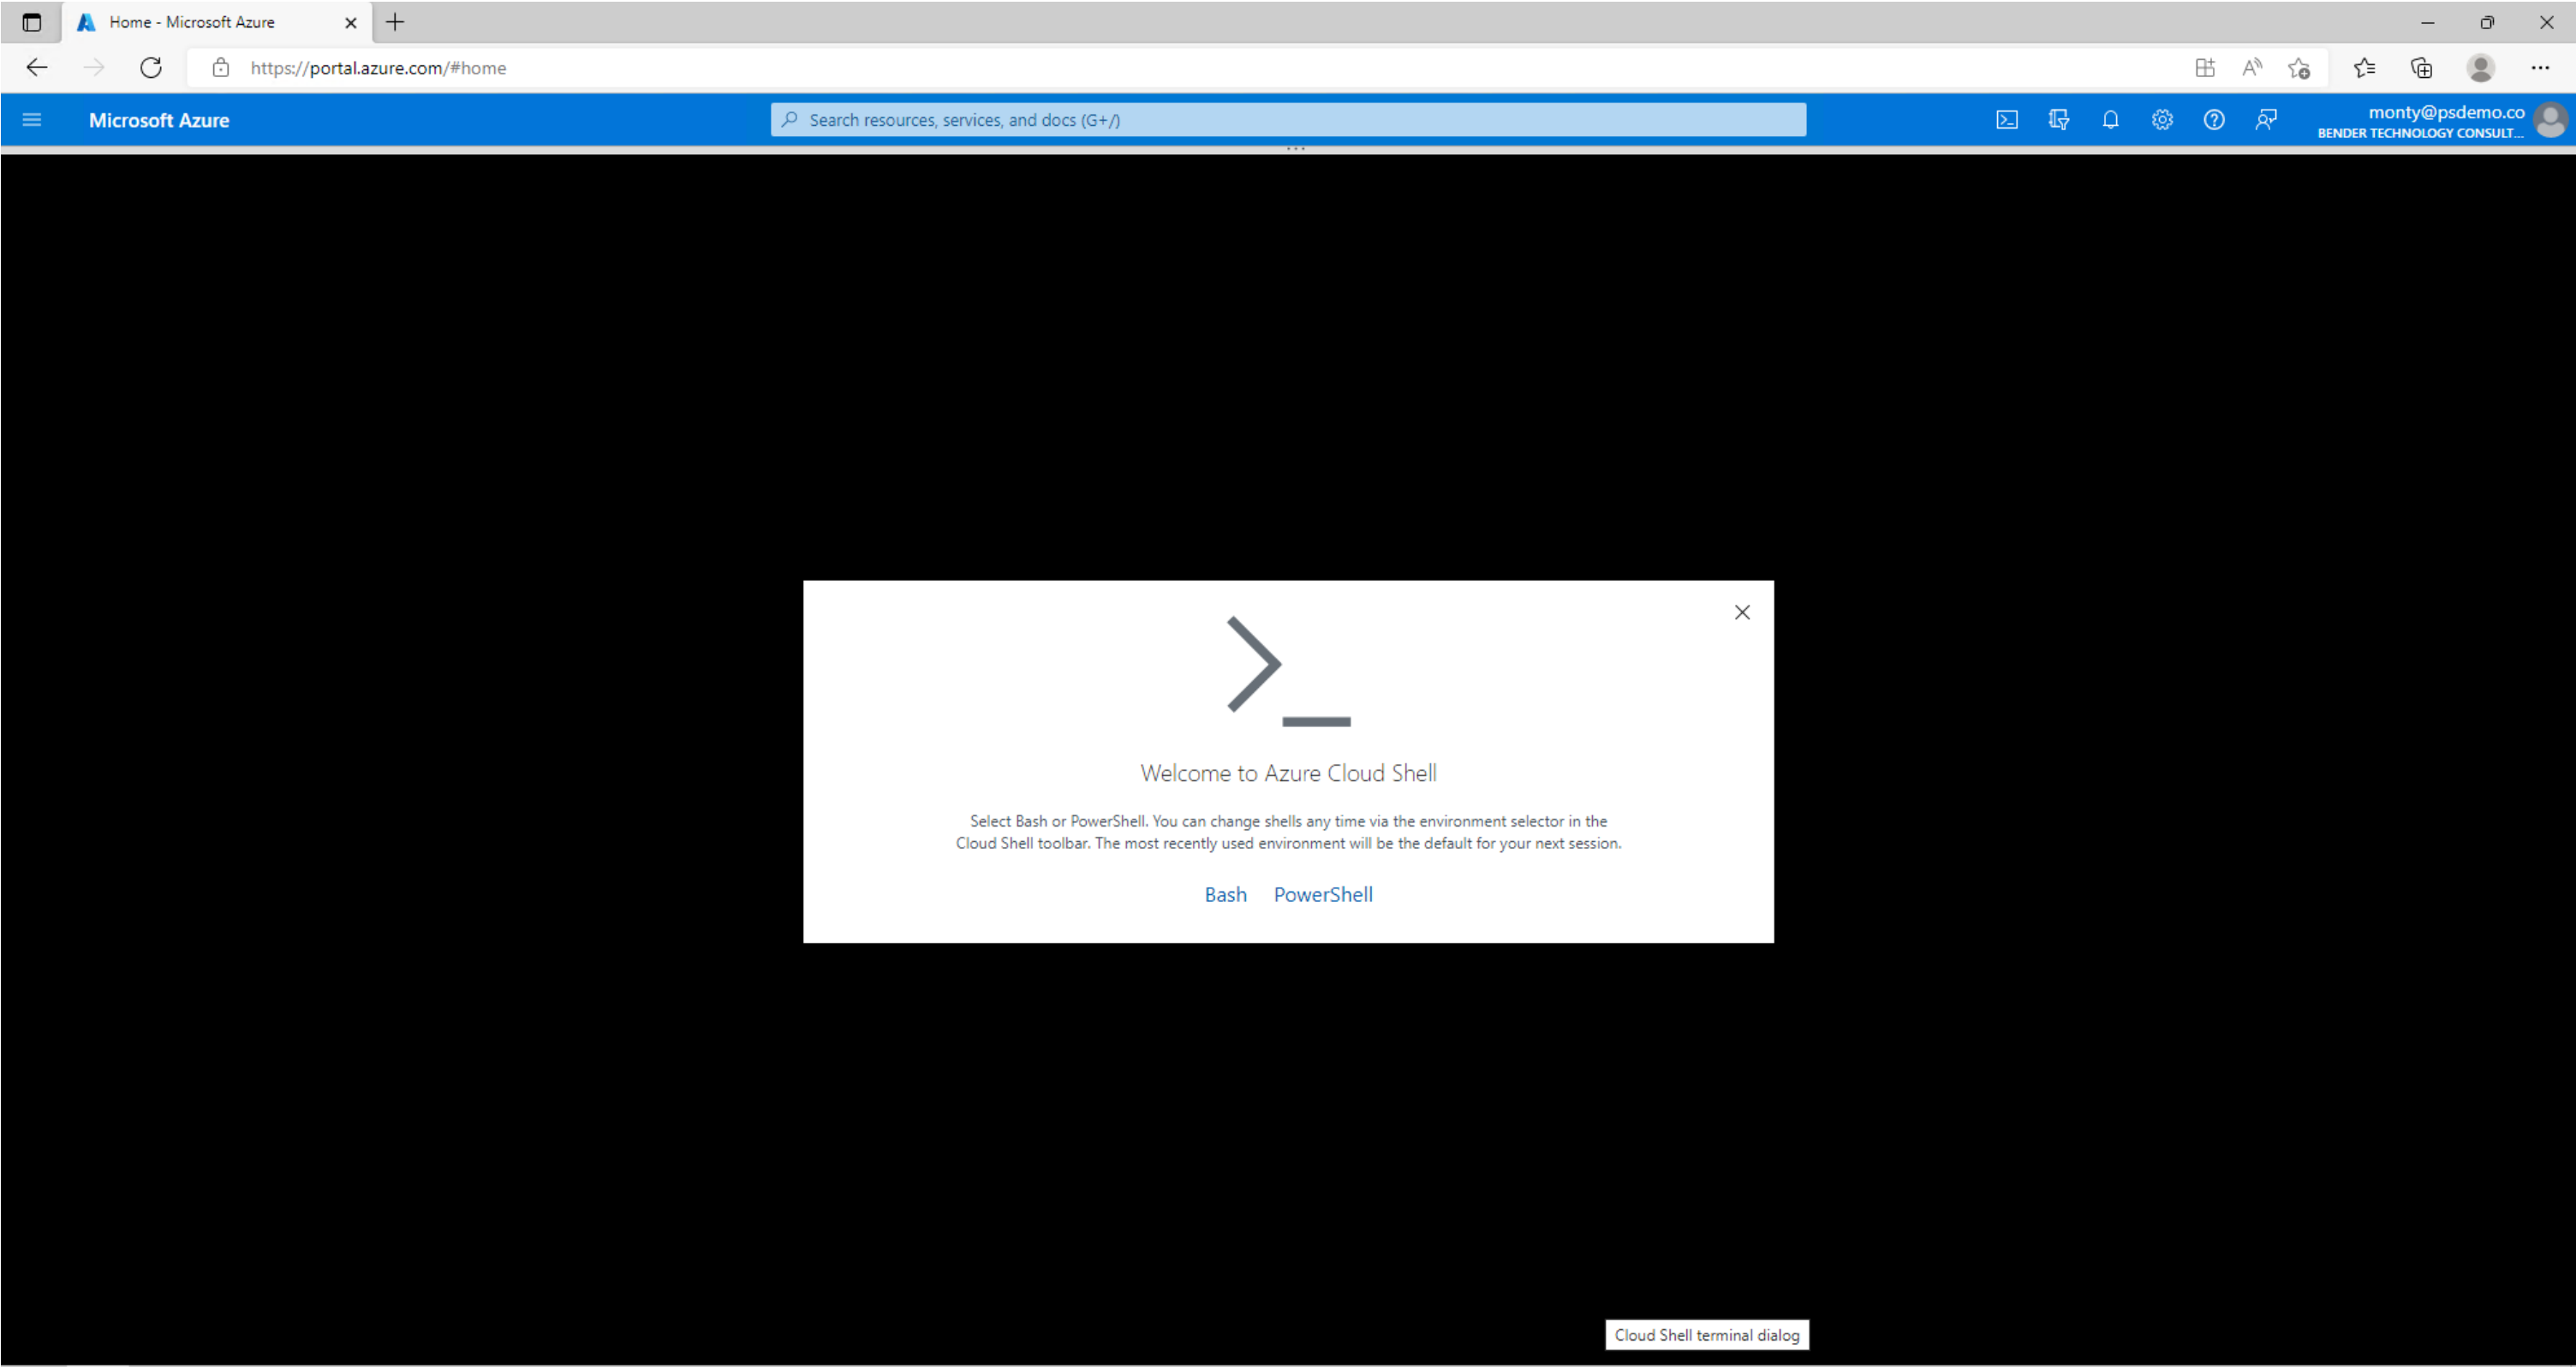 Home - Microsoft Azure
https://portal.azure.com/#home
Microsoft Azure
Search resources, services, and docs (G+/)
monty@psdemo.co
BENDER TECHNOLOGY CONSULT...
Welcome to Azure Cloud Shell
Select Bash or PowerShell. You can change shells any time via the environment selector in the
Cloud Shell toolbar. The most recently used environment will be the default for your next session.
Bash PowerShell
Cloud Shell terminal dialog